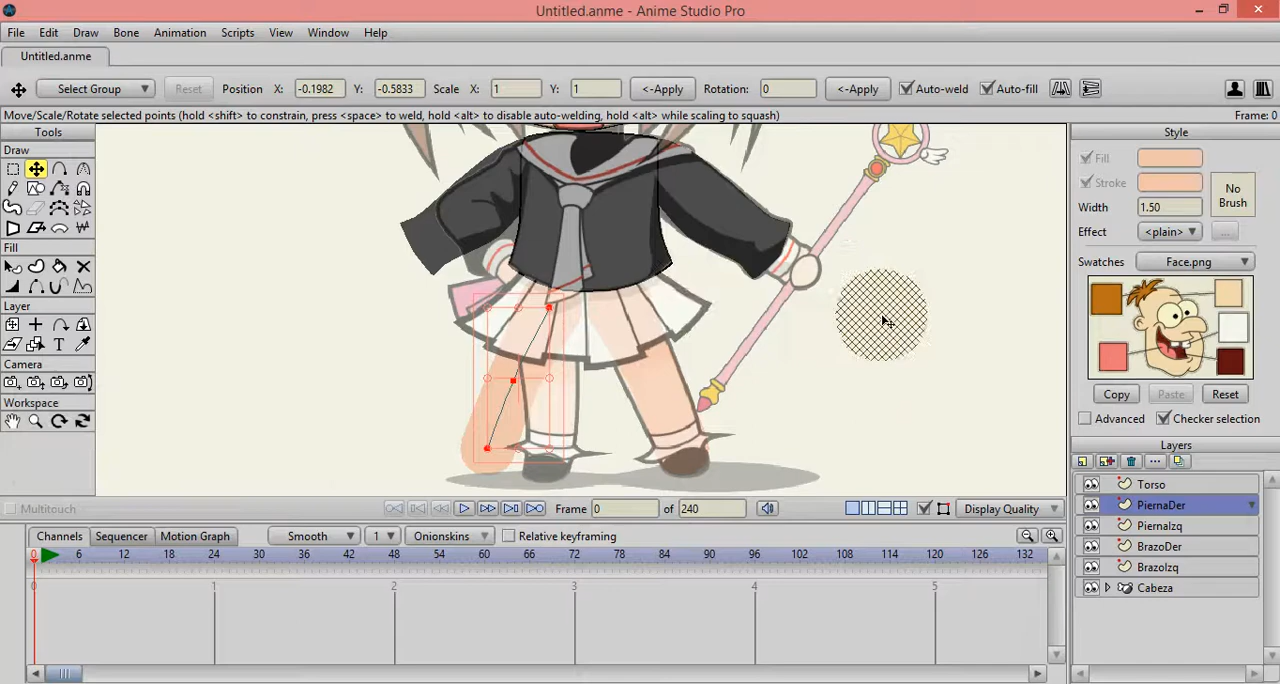 Untitled.anme - Anime Studio Pro
File Edit Draw Bone Animation Scripts View Window Help
Untitled.anme
Select Group Reset Position X: -0.1982 Y: -0.5833 Scale X: 1 Y: 1 <-Apply Rotation: 0 <-Apply Auto-weld Auto-fill
Move/Scale/Rotate selected points (hold <shift> to constrain, press <space> to weld, hold <alt> to disable auto-welding, hold <alt> while scaling to squash) Frame: 0
Tools
Draw
Fill
Layer
T
Camera
Workspace
Style
Fill
Stroke
No Brush
Width 1.50
Effect <plain> ...
Swatches Face.png
Copy Paste Reset
Advanced Checker selection
Layers
Torso
PiernaDer
PiernaIzq
BrazoDer
BrazoIzq
Cabeza
Multitouch Frame 0 of 240 Display Quality
Channels Sequencer Motion Graph Smooth 1 Onionskins Relative keyframing
0 6 12 18 24 30 36 42 48 54 60 66 72 78 84 90 96 102 108 114 120 126 132
0 1 2 3 4 5